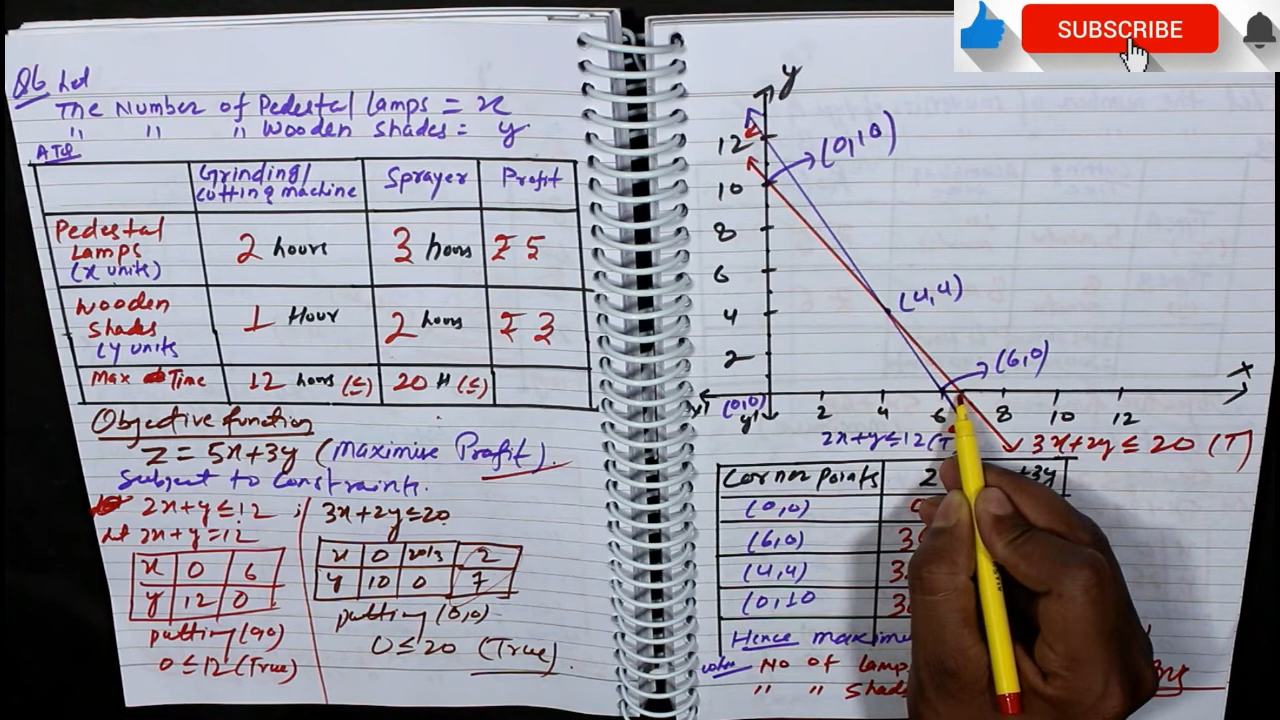 Q6 Let
The Number of Pedestal Lamps = x
" " " Wooden Shades = y
ATQ
Grinding/ cutting machine
Sprayer
Profit
Pedestal Lamps (x units)
2 hours
3 hours
₹ 5
Wooden Shades (y units
1 Hour
2 hours
₹ 3
Max Time
12 hours (≤)
20 H (≤)
Objective function
Z = 5x+3y (Maximise Profit).
Subject to Constraints.
2x+y≤12 ; 3x+2y≤20
Let 2x+y=12
x 0 6
y 12 0
x 0 20/3 2
y 10 0 7
putting (0,0)
0≤12 (True)
putting (0,0)
0≤20 (True).
SUBSCRIBE
y
12
(0,10)
10
8
6
4
(4,4)
2
(6,0)
x
x'
(0,0)
y'
2 4 6 8 10 12
2x+y≤12 (T
3x+2y≤20 (T)
Corner Points
+3y
(0,0)
(6,0)
(4,4)
(0,10
Hence maximu
No of Lamp
" " Shad